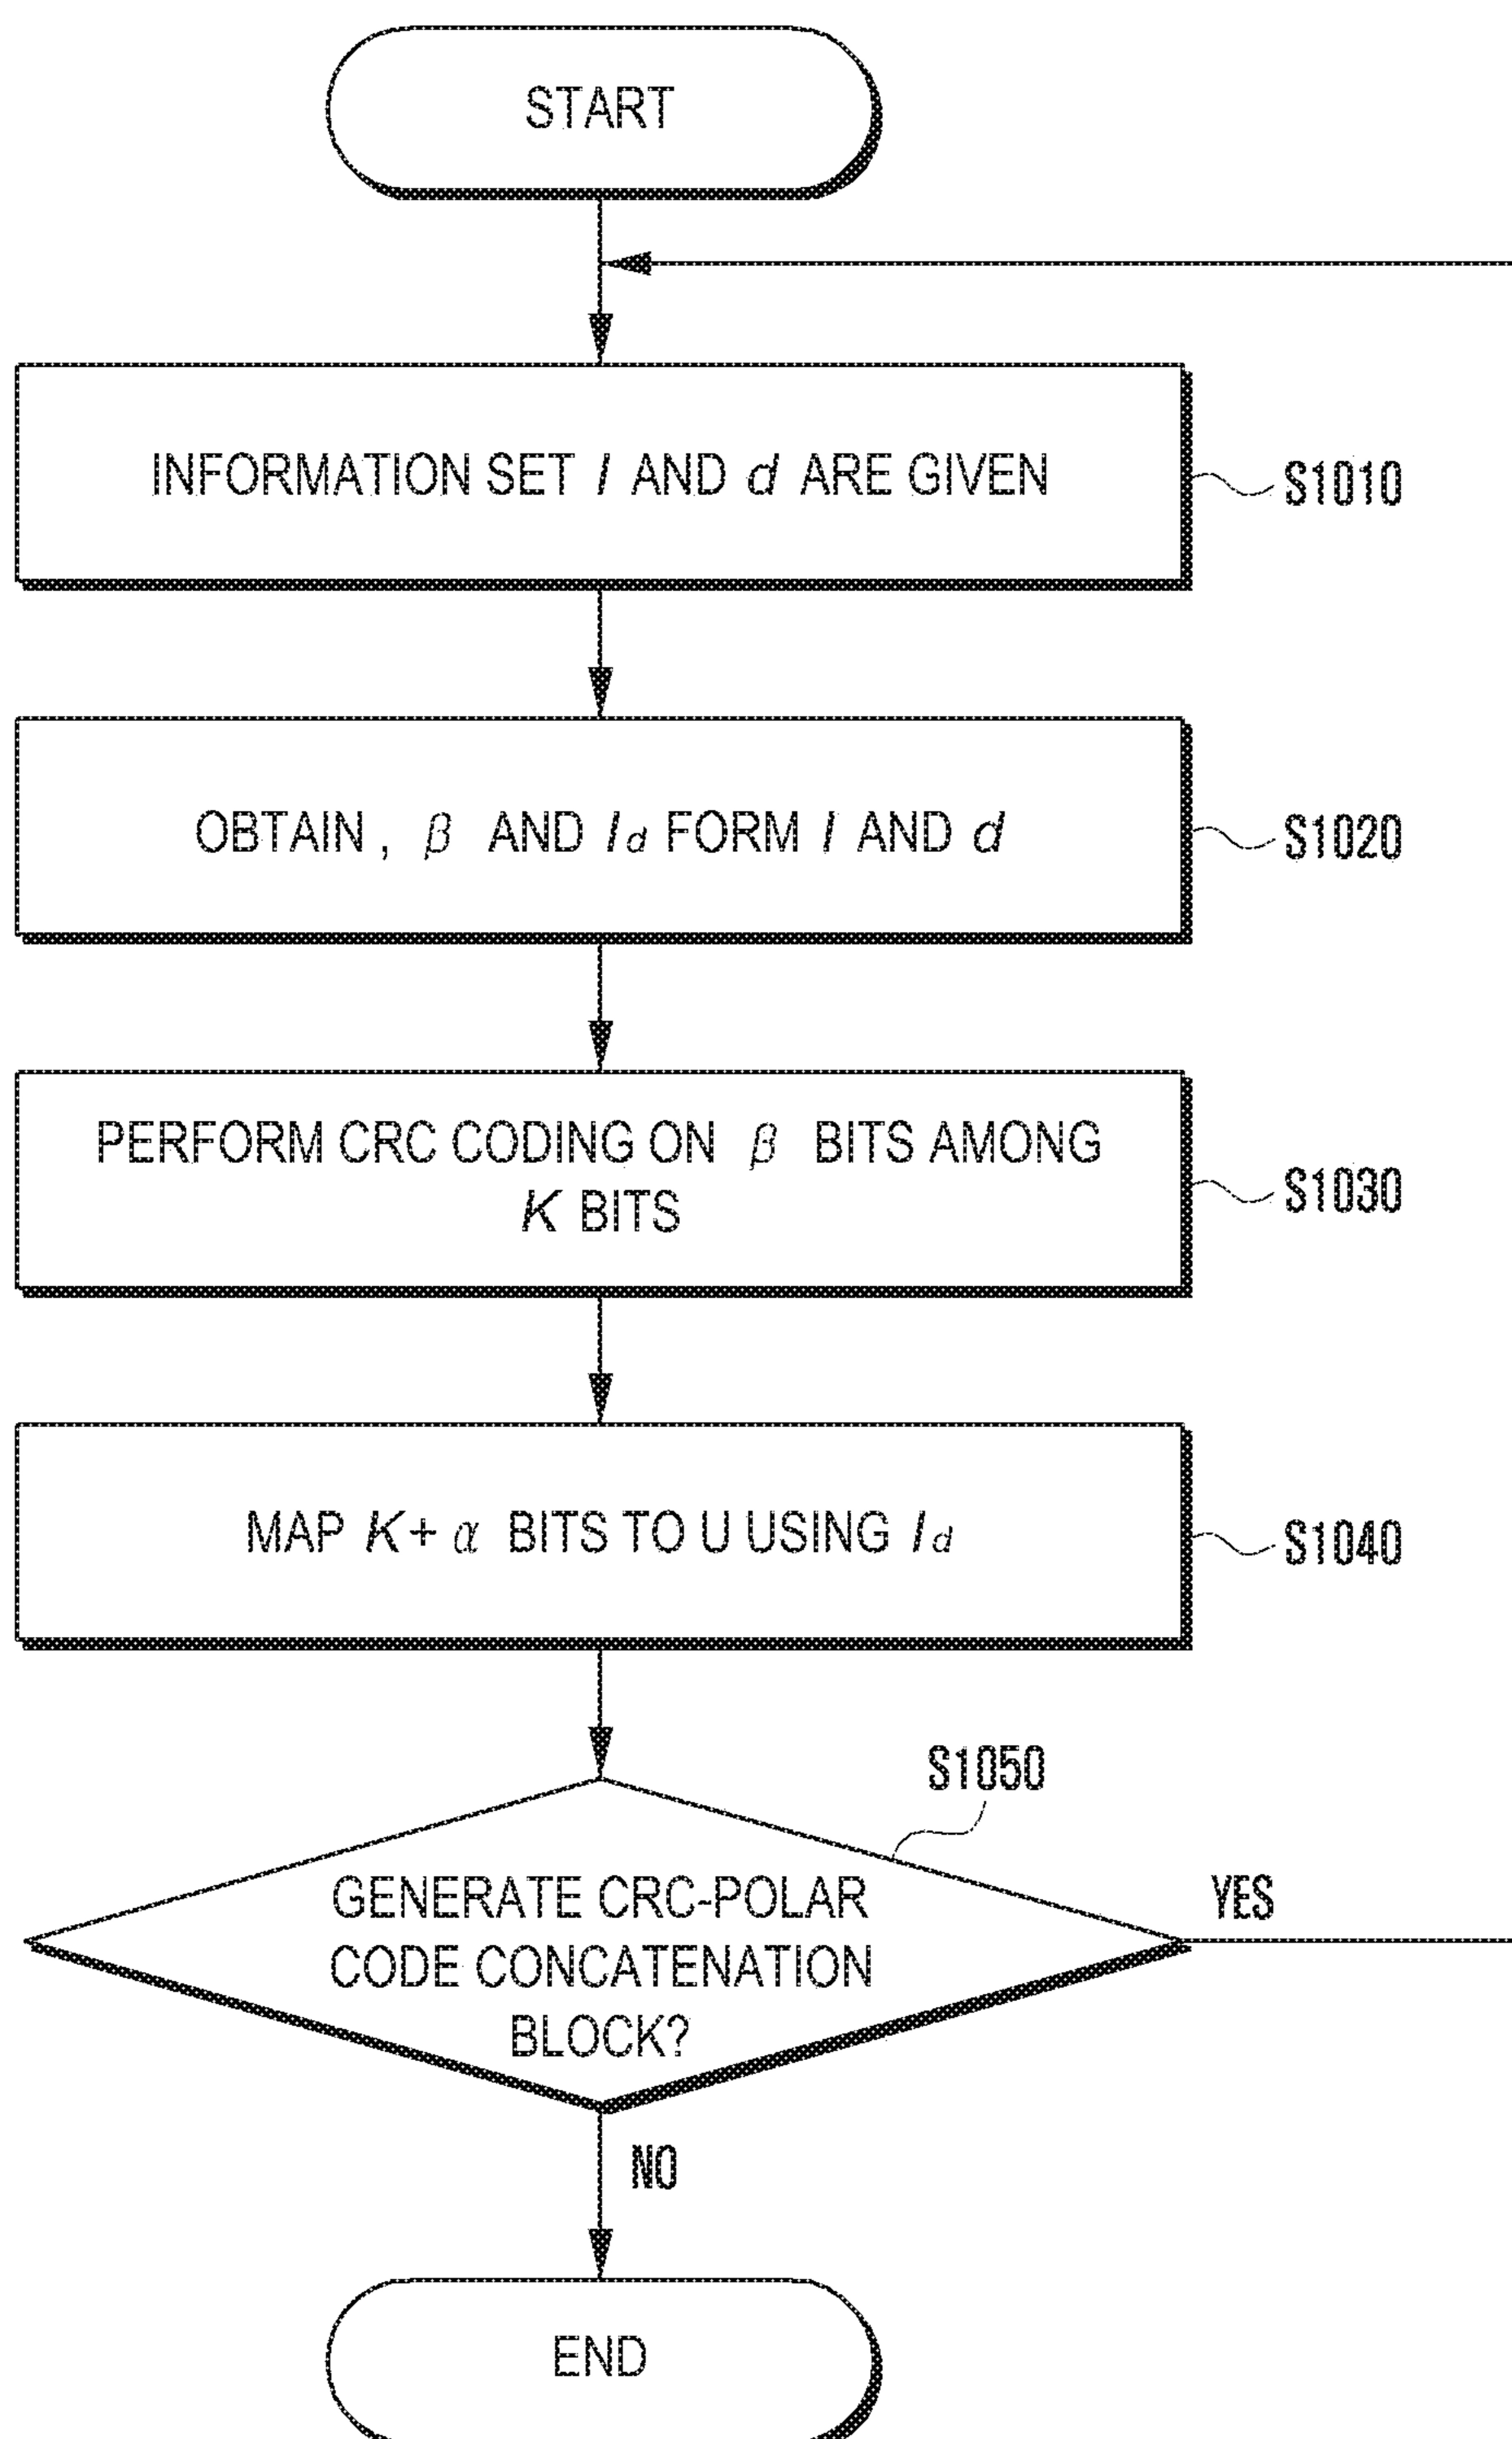 START
INFORMATION SET I AND d ARE GIVEN
S1010
OBTAIN , β AND Id FORM I AND d
S1020
PERFORM CRC CODING ON β BITS AMONG
K BITS
S1030
MAP K+ α BITS TO U USING Id
S1040
S1050
GENERATE CRC-POLAR
CODE CONCATENATION
BLOCK?
YES
NO
END